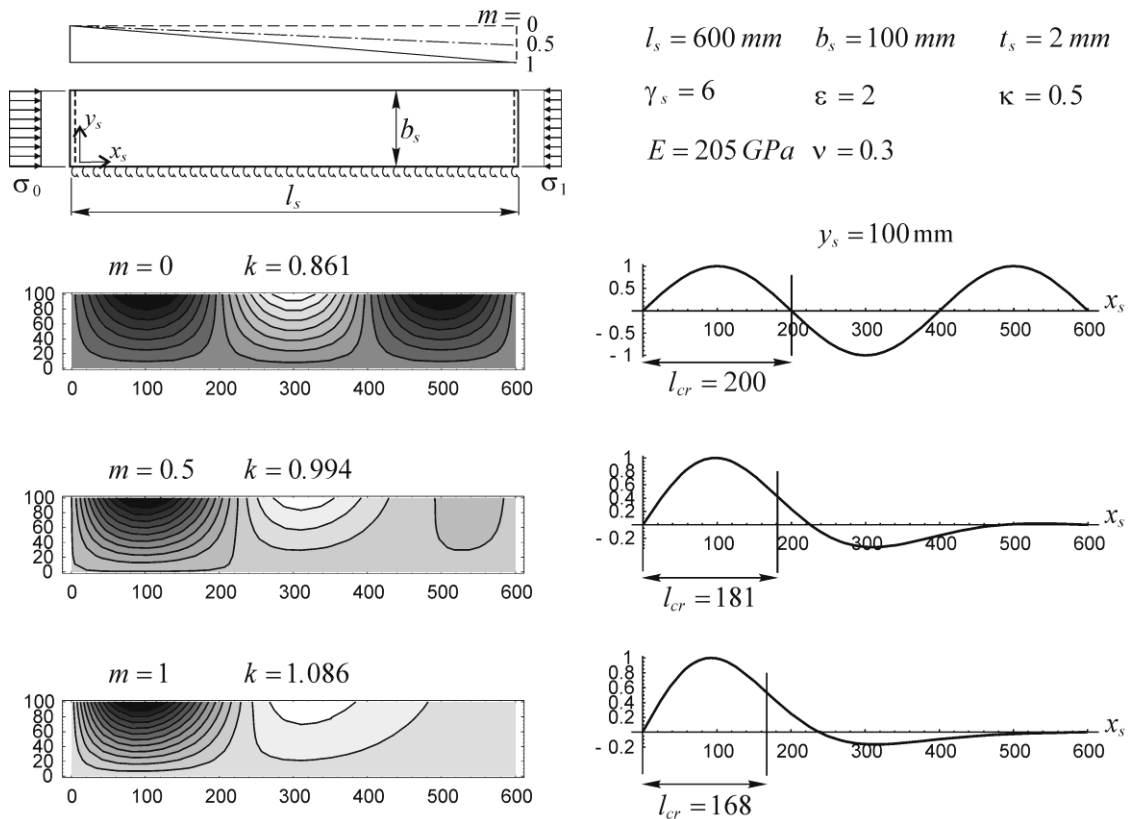 m = 0
0.5
1
l_s = 600 mm b_s = 100 mm t_s = 2 mm
γ_s = 6 ε = 2 κ = 0.5
E = 205 GPa ν = 0.3
y_s
x_s
b_s
σ_0
σ_1
l_s
m = 0 k = 0.861
100
80
60
40
20
0
0 100 200 300 400 500 600
y_s = 100 mm
1
0.5
- 0.5
- 1
100 200 300 400 500 600
x_s
l_cr = 200
m = 0.5 k = 0.994
100
80
60
40
20
0
0 100 200 300 400 500 600
1
0.8
0.6
0.4
0.2
- 0.2
100 200 300 400 500 600
x_s
l_cr = 181
m = 1 k = 1.086
100
80
60
40
20
0
0 100 200 300 400 500 600
1
0.8
0.6
0.4
0.2
- 0.2
100 200 300 400 500 600
x_s
l_cr = 168